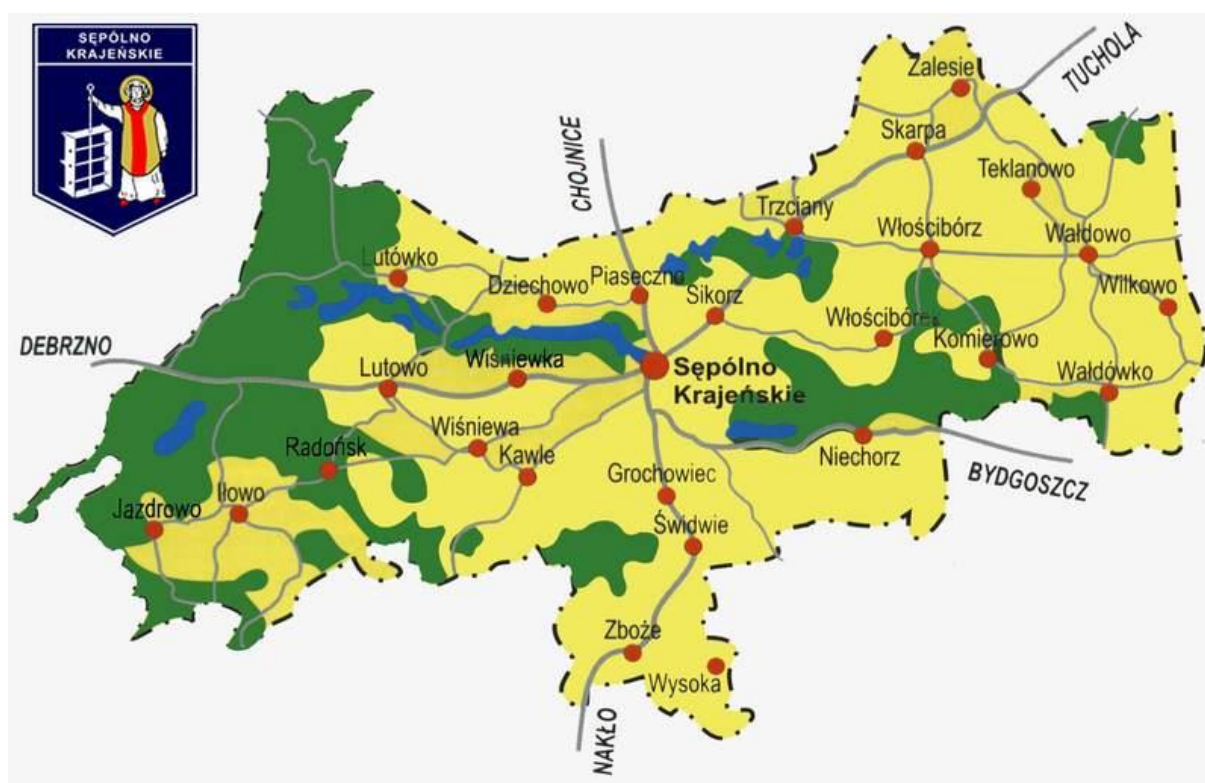 SĘPÓLNO
KRAJEŃSKIE
TUCHOLA
Zalesie
Skarpa
CHOJNICE
Teklanowo
Trzciany
Włościbórz
Wałdowo
Lutówko
Dziechowo
Piaseczno
Sikorz
Wilkowo
Włościbór
DEBRZNO
Komierowo
Lutowo
Wiśniewka
Sępólno
Krajeńskie
Wałdówko
Wiśniewa
Radońsk
Kawle
Niechorz
BYDGOSZCZ
Grochowiec
Iłowo
Jazdrowo
Świdwie
Zboże
Wysoka
NAKŁO